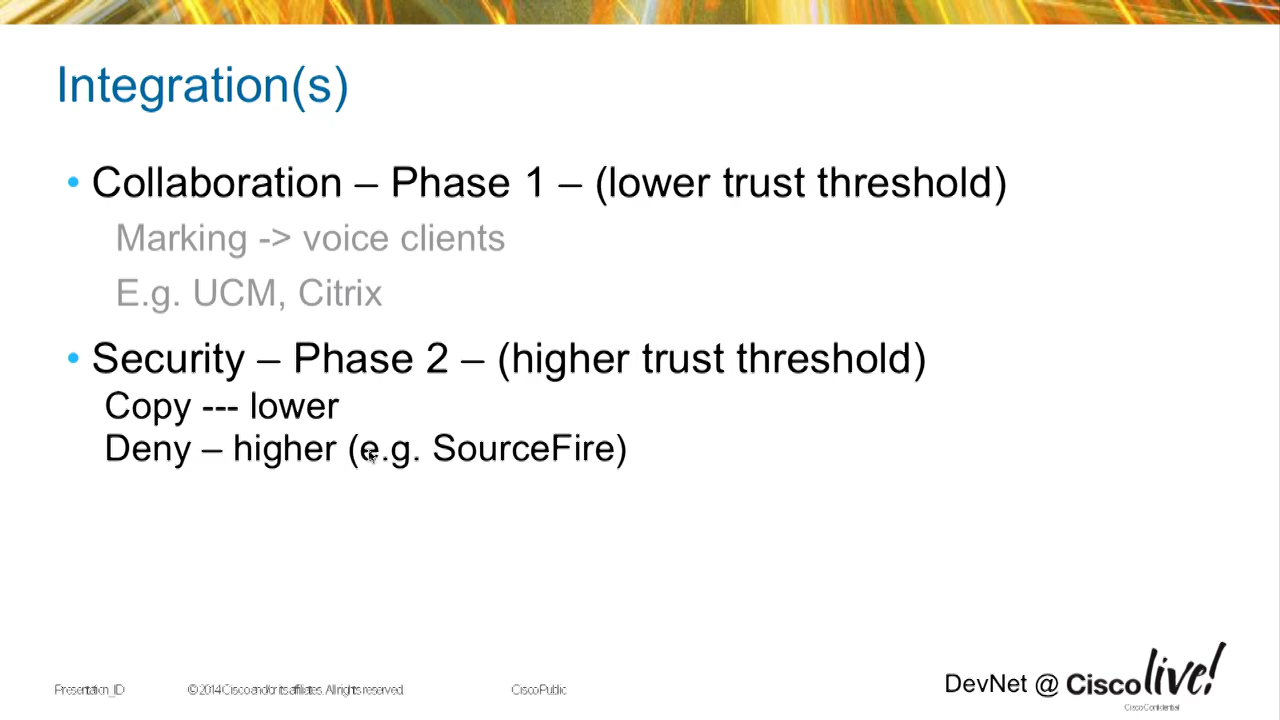 Integration(s)
• Collaboration – Phase 1 – (lower trust threshold)
Marking -> voice clients
E.g. UCM, Citrix
• Security – Phase 2 – (higher trust threshold)
Copy --- lower
Deny – higher (e.g. SourceFire)
Presentation_ID © 2014 Cisco and/or its affiliates. All rights reserved. Cisco Public
DevNet @ Cisco live!
Cisco Confidential